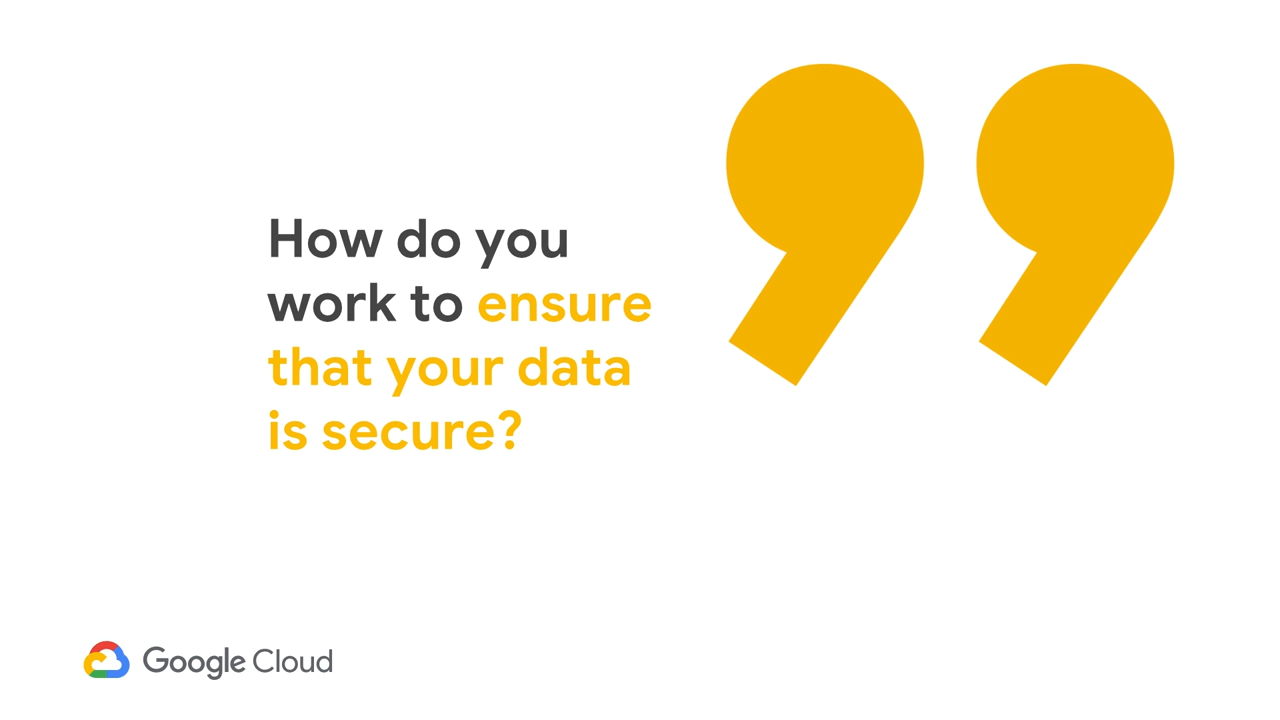 How do you
work to ensure
that your data
is secure?
Google Cloud